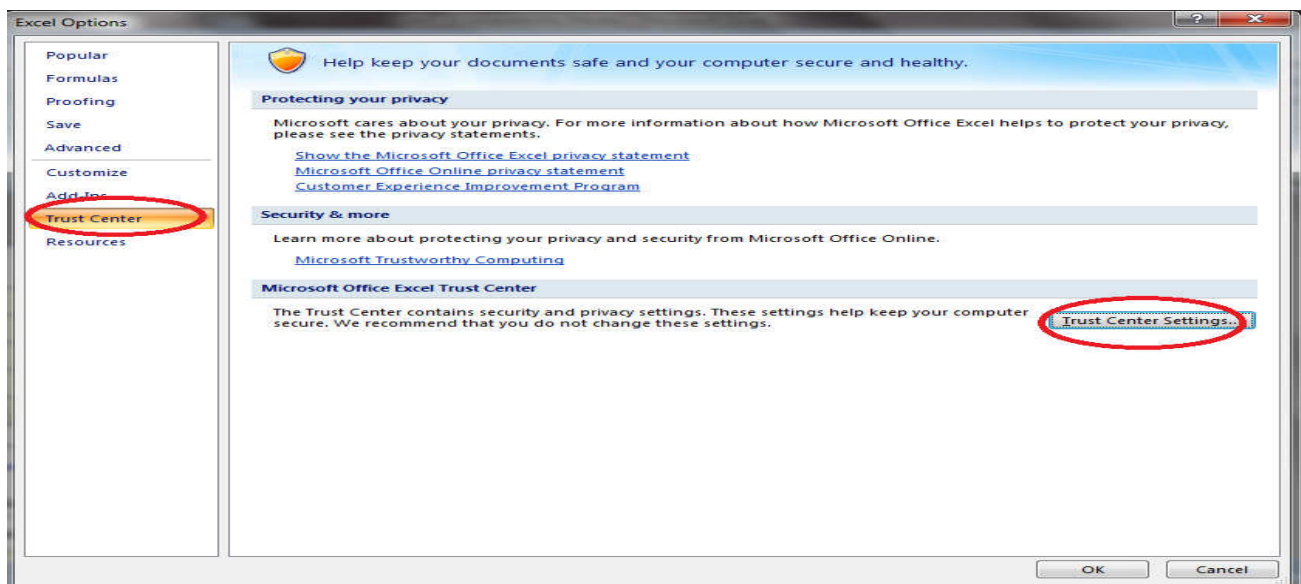 Excel Options
Popular
Formulas
Proofing
Save
Advanced
Customize
Add-Ins
Trust Center
Resources
Help keep your documents safe and your computer secure and healthy.
Protecting your privacy
Microsoft cares about your privacy. For more information about how Microsoft Office Excel helps to protect your privacy,
please see the privacy statements.
Show the Microsoft Office Excel privacy statement
Microsoft Office Online privacy statement
Customer Experience Improvement Program
Security & more
Learn more about protecting your privacy and security from Microsoft Office Online.
Microsoft Trustworthy Computing
Microsoft Office Excel Trust Center
The Trust Center contains security and privacy settings. These settings help keep your computer
secure. We recommend that you do not change these settings.
Trust Center Settings...
OK
Cancel